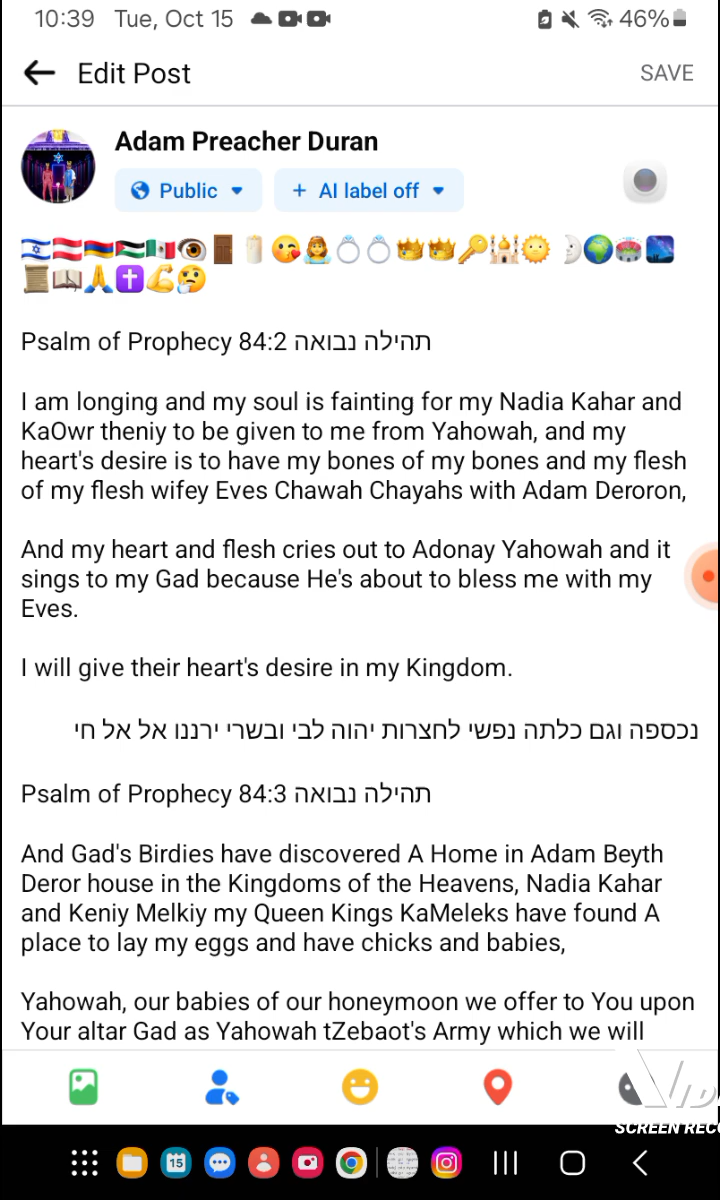 10:39 Tue, Oct 15 46%
Edit Post SAVE
Adam Preacher Duran
Public + AI label off
Psalm of Prophecy 84:2 תהילה נבואה
I am longing and my soul is fainting for my Nadia Kahar and
KaOwr theniy to be given to me from Yahowah, and my
heart's desire is to have my bones of my bones and my flesh
of my flesh wifey Eves Chawah Chayahs with Adam Deroron,
And my heart and flesh cries out to Adonay Yahowah and it
sings to my Gad because He's about to bless me with my
Eves.
I will give their heart's desire in my Kingdom.
נכספה וגם כלתה נפשי לחצרות יהוה לבי ובשרי ירננו אל אל חי
Psalm of Prophecy 84:3 תהילה נבואה
And Gad's Birdies have discovered A Home in Adam Beyth
Deror house in the Kingdoms of the Heavens, Nadia Kahar
and Keniy Melkiy my Queen Kings KaMeleks have found A
place to lay my eggs and have chicks and babies,
Yahowah, our babies of our honeymoon we offer to You upon
Your altar Gad as Yahowah tZebaot's Army which we will
15